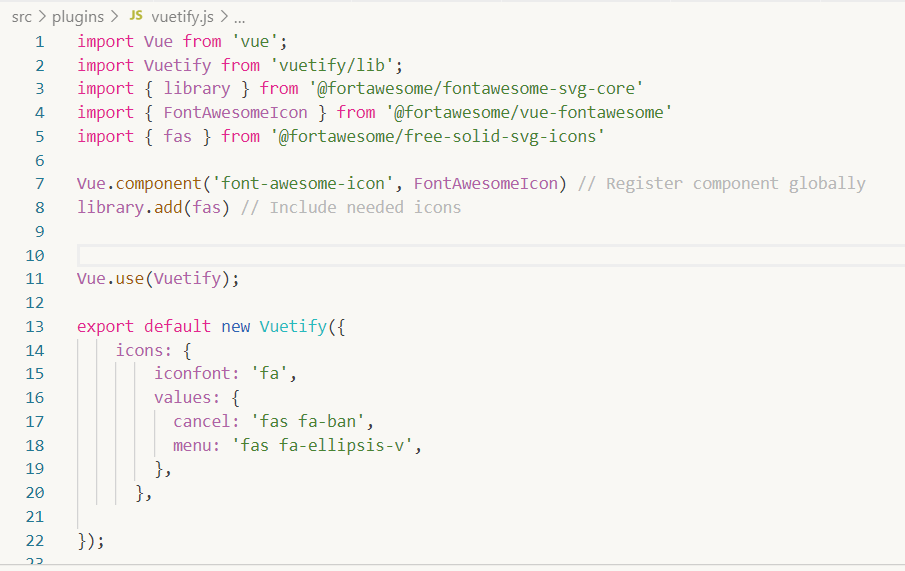 src > plugins > JS vuetify.js > ...
1 import Vue from 'vue';
2 import Vuetify from 'vuetify/lib';
3 import { library } from '@fortawesome/fontawesome-svg-core'
4 import { FontAwesomeIcon } from '@fortawesome/vue-fontawesome'
5 import { fas } from '@fortawesome/free-solid-svg-icons'
6
7 Vue.component('font-awesome-icon', FontAwesomeIcon) // Register component globally
8 library.add(fas) // Include needed icons
9
10
11 Vue.use(Vuetify);
12
13 export default new Vuetify({
14     icons: {
15         iconfont: 'fa',
16         values: {
17           cancel: 'fas fa-ban',
18           menu: 'fas fa-ellipsis-v',
19         },
20       },
21
22 });
23